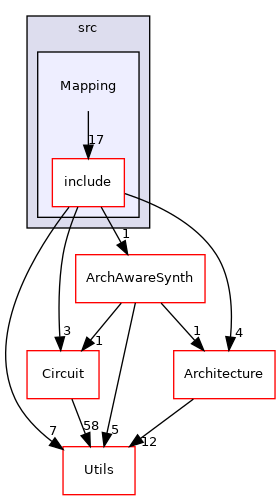 src
Mapping
17
include
1
ArchAwareSynth
3
1
1
4
Circuit
Architecture
7
58
5
12
Utils